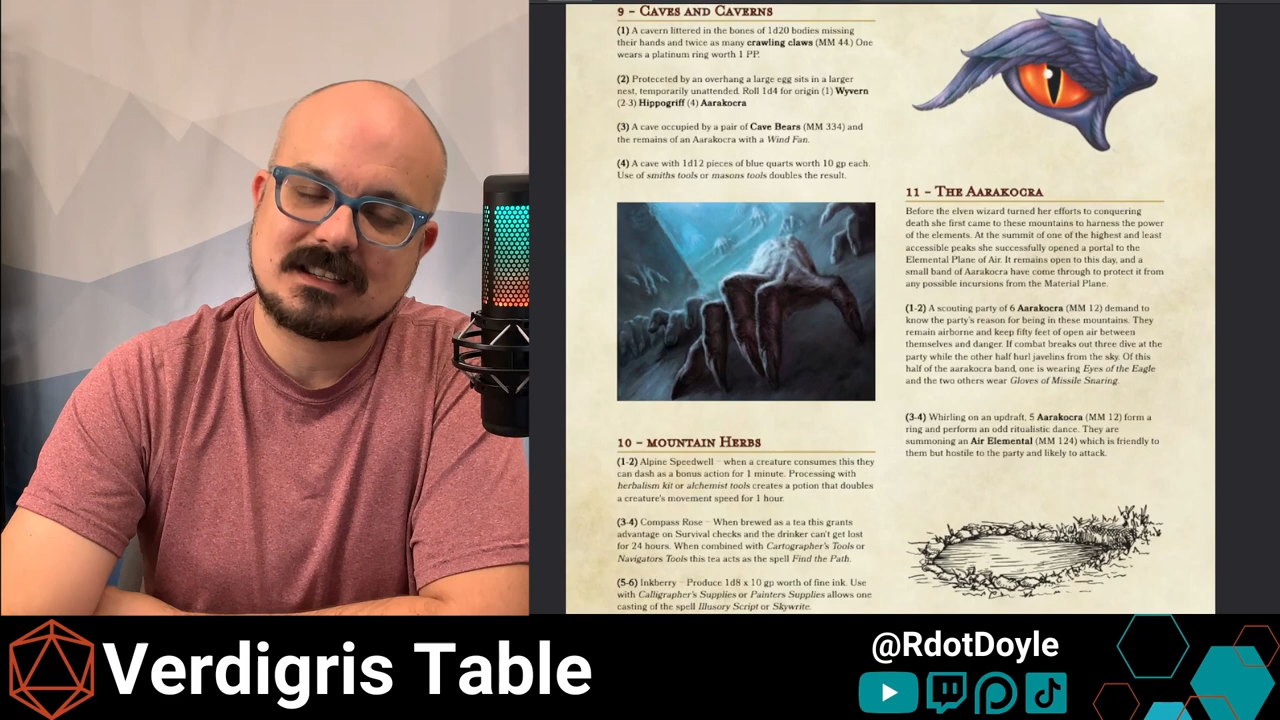 9 – Caves and Caverns
(1) A cavern littered in the bones of 1d20 bodies missing
their hands and twice as many crawling claws (MM 44.) One
wears a platinum ring worth 1 PP.
(2) Proteceted by an overhang a large egg sits in a larger
nest, temporarily unattended. Roll 1d4 for origin (1) Wyvern
(2-3) Hippogriff (4) Aarakocra
(3) A cave occupied by a pair of Cave Bears (MM 334) and
the remains of an Aarakocra with a Wind Fan.
(4) A cave with 1d12 pieces of blue quarts worth 10 gp each.
Use of smiths tools or masons tools doubles the result.
10 – mountain Herbs
(1-2) Alpine Speedwell – when a creature consumes this they
can dash as a bonus action for 1 minute. Processing with
herbalism kit or alchemist tools creates a potion that doubles
a creature's movement speed for 1 hour.
(3-4) Compass Rose – When brewed as a tea this grants
advantage on Survival checks and the drinker can't get lost
for 24 hours. When combined with Cartographer's Tools or
Navigators Tools this tea acts as the spell Find the Path.
(5-6) Inkberry – Produce 1d8 x 10 gp worth of fine ink. Use
with Calligrapher's Supplies or Painters Supplies allows one
casting of the spell Illusory Script or Skywrite.
11 – The Aarakocra
Before the elven wizard turned her efforts to conquering
death she first came to these mountains to harness the power
of the elements. At the summit of one of the highest and least
accessible peaks she successfully opened a portal to the
Elemental Plane of Air. It remains open to this day, and a
small band of Aarakocra have come through to protect it from
any possible incursions from the Material Plane.
(1-2) A scouting party of 6 Aarakocra (MM 12) demand to
know the party's reason for being in these mountains. They
remain airborne and keep fifty feet of open air between
themselves and danger. If combat breaks out three dive at the
party while the other half hurl javelins from the sky. Of this
half of the aarakocra band, one is wearing Eyes of the Eagle
and the two others wear Gloves of Missile Snaring.
(3-4) Whirling on an updraft, 5 Aarakocra (MM 12) form a
ring and perform an odd ritualistic dance. They are
summoning an Air Elemental (MM 124) which is friendly to
them but hostile to the party and likely to attack.
Verdigris Table
@RdotDoyle